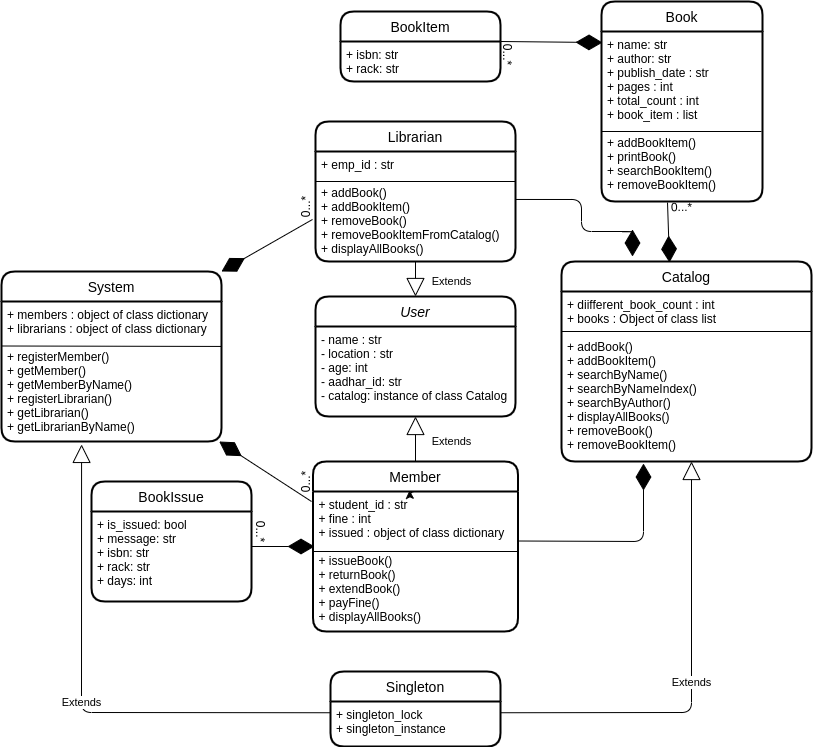 BookItem
+ isbn: str
+ rack: str
0...*
Book
+ name: str
+ author: str
+ publish_date : str
+ pages : int
+ total_count : int
+ book_item : list
+ addBookItem()
+ printBook()
+ searchBookItem()
+ removeBookItem()
0...*
Librarian
+ emp_id : str
+ addBook()
+ addBookItem()
+ removeBook()
+ removeBookItemFromCatalog()
+ displayAllBooks()
0...*
Extends
System
+ members : object of class dictionary
+ librarians : object of class dictionary
+ registerMember()
+ getMember()
+ getMemberByName()
+ registerLibrarian()
+ getLibrarian()
+ getLibrarianByName()
User
- name : str
- location : str
- age: int
- aadhar_id: str
- catalog: instance of class Catalog
Catalog
+ diifferent_book_count : int
+ books : Object of class list
+ addBook()
+ addBookItem()
+ searchByName()
+ searchByNameIndex()
+ searchByAuthor()
+ displayAllBooks()
+ removeBook()
+ removeBookItem()
Extends
0...*
Member
+ student_id : str
+ fine : int
+ issued : object of class dictionary
+ issueBook()
+ returnBook()
+ extendBook()
+ payFine()
+ displayAllBooks()
BookIssue
+ is_issued: bool
+ message: str
+ isbn: str
+ rack: str
+ days: int
0...*
Extends
Extends
Singleton
+ singleton_lock
+ singleton_instance